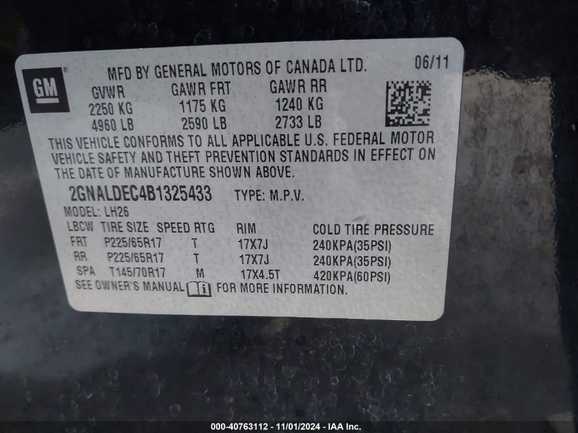 GM
MFD BY GENERAL MOTORS OF CANADA LTD. 06/11
GVWR GAWR FRT GAWR RR
2250 KG 1175 KG 1240 KG
4960 LB 2590 LB 2733 LB
THIS VEHICLE CONFORMS TO ALL APPLICABLE U.S. FEDERAL MOTOR
VEHICLE SAFETY AND THEFT PREVENTION STANDARDS IN EFFECT ON
THE DATE OF MANUFACTURE SHOWN ABOVE.
2GNALDEC4B1325433 TYPE: M.P.V.
MODEL: LH26
LBCW TIRE SIZE SPEED RTG RIM COLD TIRE PRESSURE
FRT P225/65R17 T 17X7J 240KPA(35PSI)
RR P225/65R17 T 17X7J 240KPA(35PSI)
SPA T145/70R17 M 17X4.5T 420KPA(60PSI)
SEE OWNER'S MANUAL FOR MORE INFORMATION
000-40763112 - 11/01/2024 - IAA Inc.